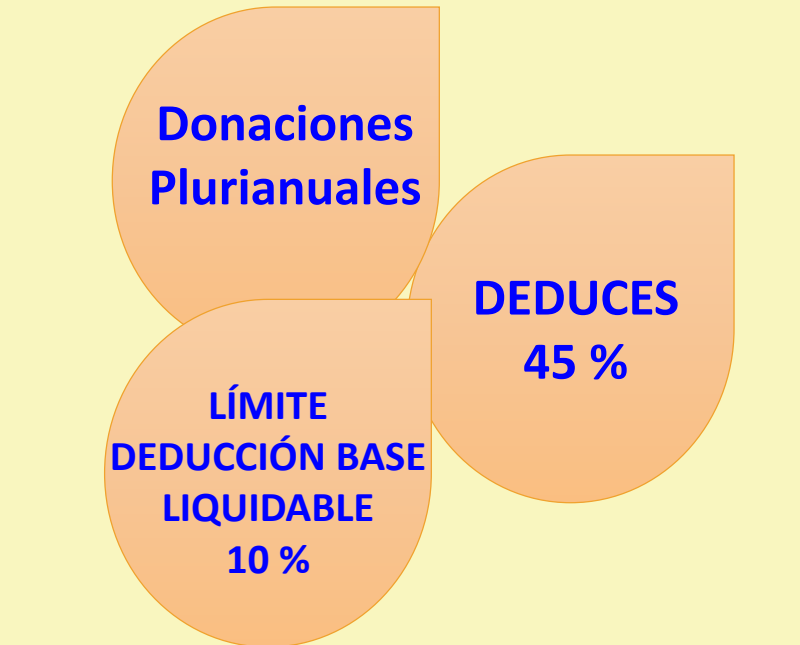 Donaciones
Plurianuales
DEDUCES
45 %
LÍMITE
DEDUCCIÓN BASE
LIQUIDABLE
10 %